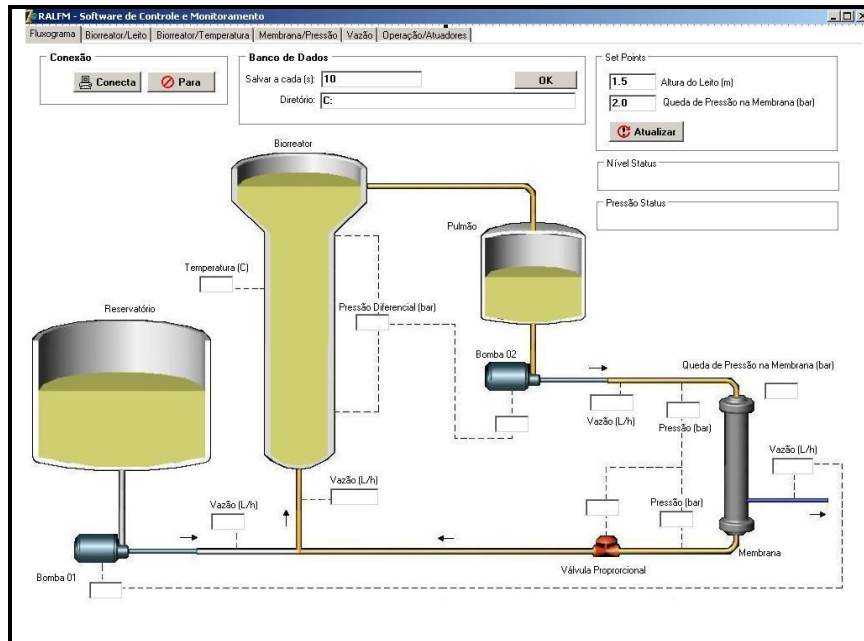 RALFM - Software de Controle e Monitoramento
Fluxograma Biorreator/Leito Biorreator/Temperatura Membrana/Pressão Vazão Operação/Atuadores
Conexão
Conecta
Para
Banco de Dados
Salvar a cada (s): 10
OK
Diretório: C:
Set Points
1.5 Altura do Leito (m)
2.0 Queda de Pressão na Membrana (bar)
Atualizar
Nível Status
Pressão Status
Biorreator
Pulmão
Temperatura (C)
Pressão Diferencial (bar)
Reservatório
Bomba 02
Queda de Pressão na Membrana (bar)
Vazão (L/h)
Pressão (bar)
Vazão (L/h)
Vazão (L/h)
Vazão (L/h)
Pressão (bar)
Membrana
Válvula Proprorcional
Bomba 01